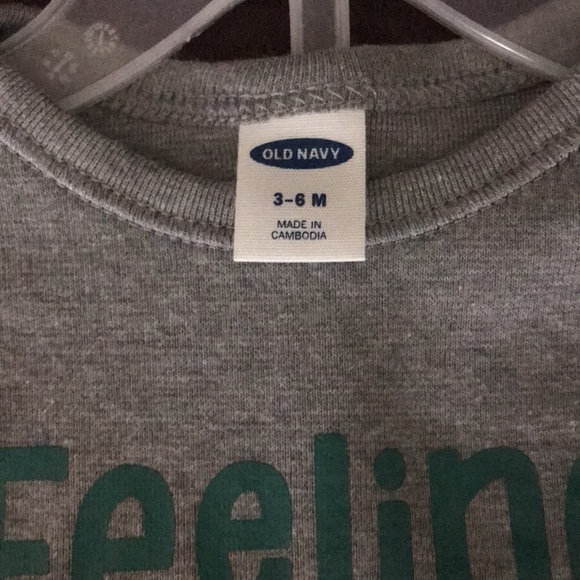 OLD NAVY
3-6 M
MADE IN
CAMBODIA
Feelin